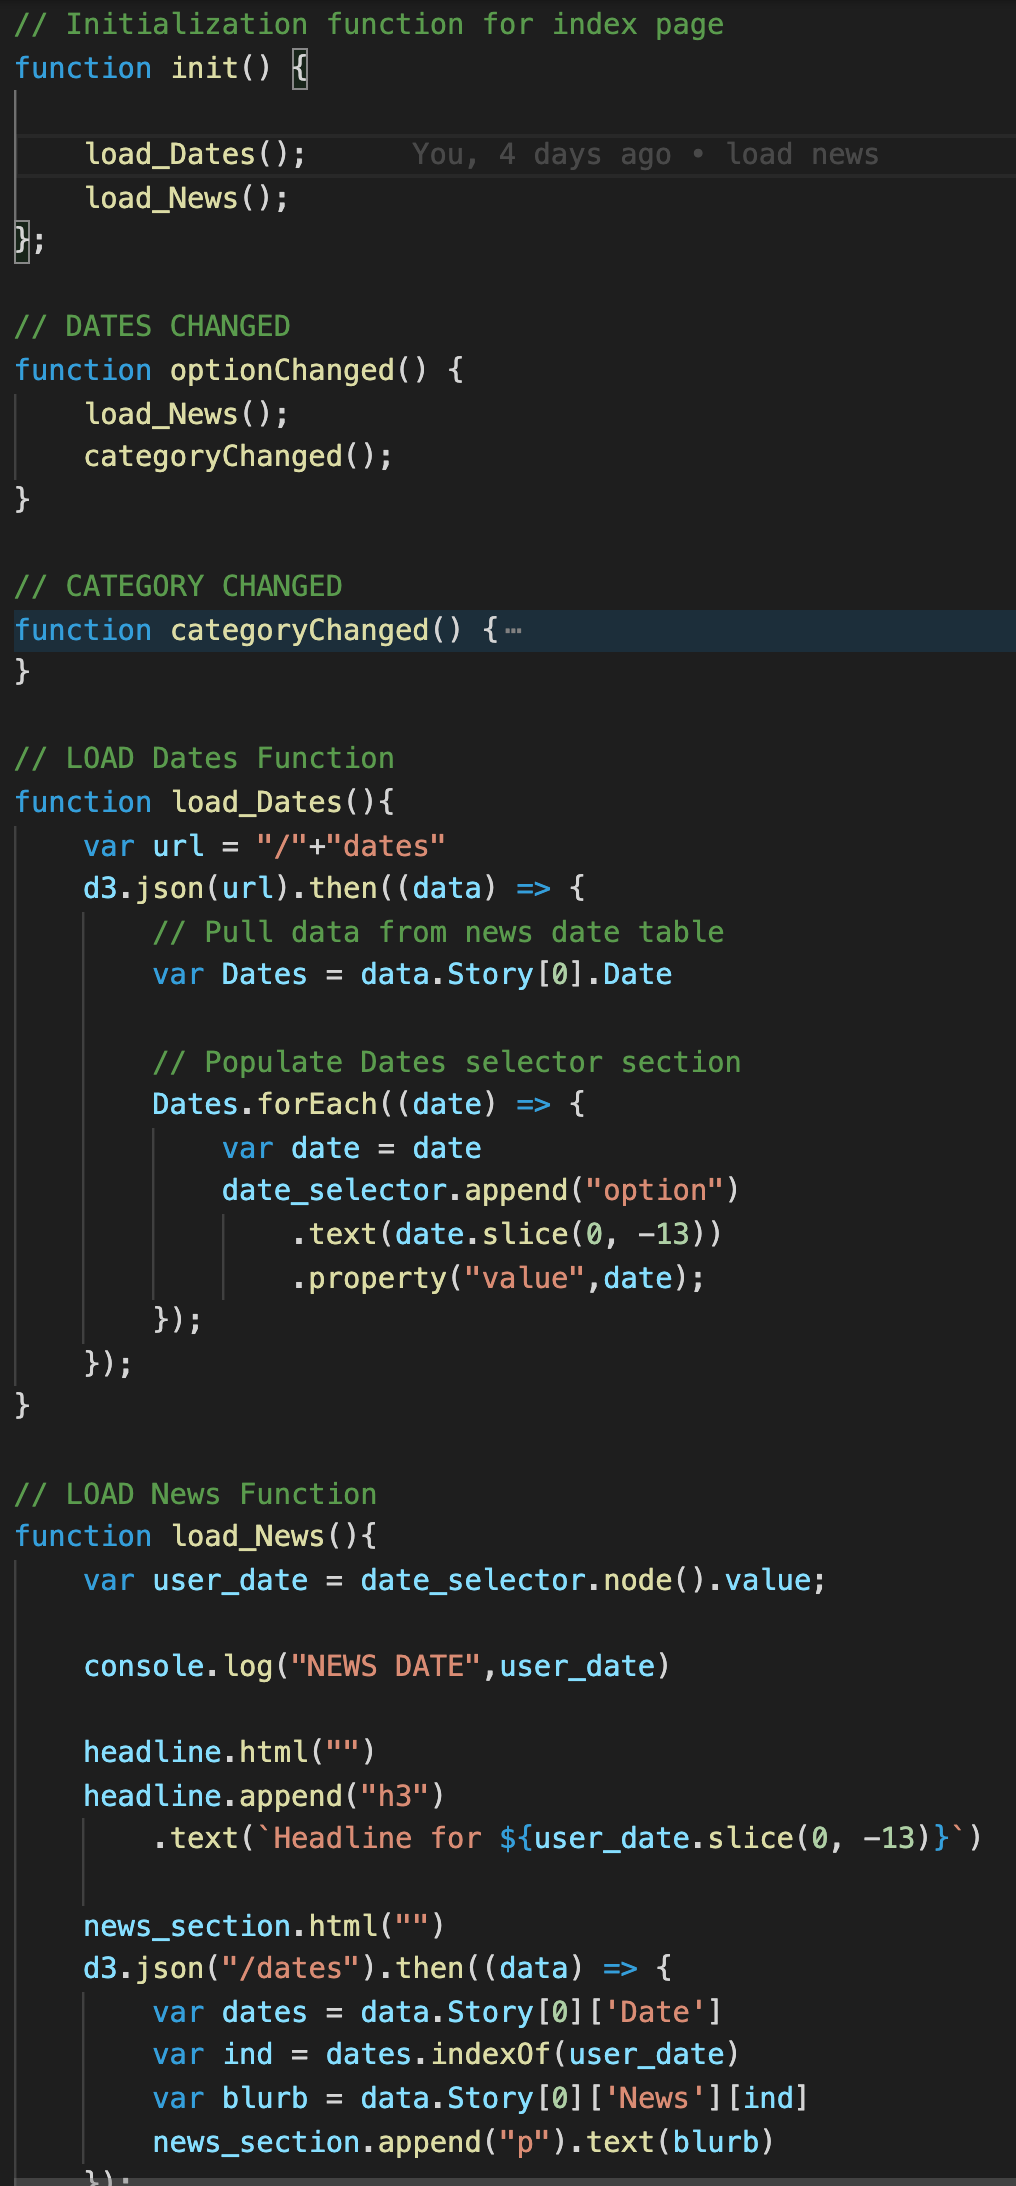 // Initialization function for index page
function init() {
load_Dates(); You, 4 days ago • load news
load_News();
};
// DATES CHANGED
function optionChanged() {
load_News();
categoryChanged();
}
// CATEGORY CHANGED
function categoryChanged() {⋯
}
// LOAD Dates Function
function load_Dates(){
var url = "/"+"dates"
d3.json(url).then((data) => {
// Pull data from news date table
var Dates = data.Story[0].Date
// Populate Dates selector section
Dates.forEach((date) => {
var date = date
date_selector.append("option")
.text(date.slice(0, -13))
.property("value",date);
});
});
}
// LOAD News Function
function load_News(){
var user_date = date_selector.node().value;
console.log("NEWS DATE",user_date)
headline.html("")
headline.append("h3")
.text(`Headline for ${user_date.slice(0, -13)}`)
news_section.html("")
d3.json("/dates").then((data) => {
var dates = data.Story[0]['Date']
var ind = dates.indexOf(user_date)
var blurb = data.Story[0]['News'][ind]
news_section.append("p").text(blurb)
});